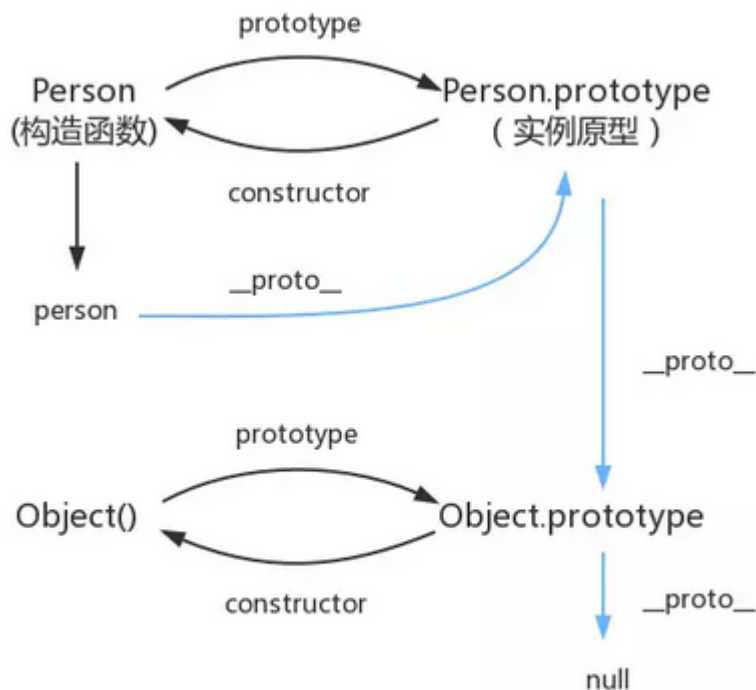 prototype
Person
(构造函数)
Person.prototype
（实例原型）
constructor
__proto__
person
__proto__
prototype
Object()
Object.prototype
constructor
__proto__
null